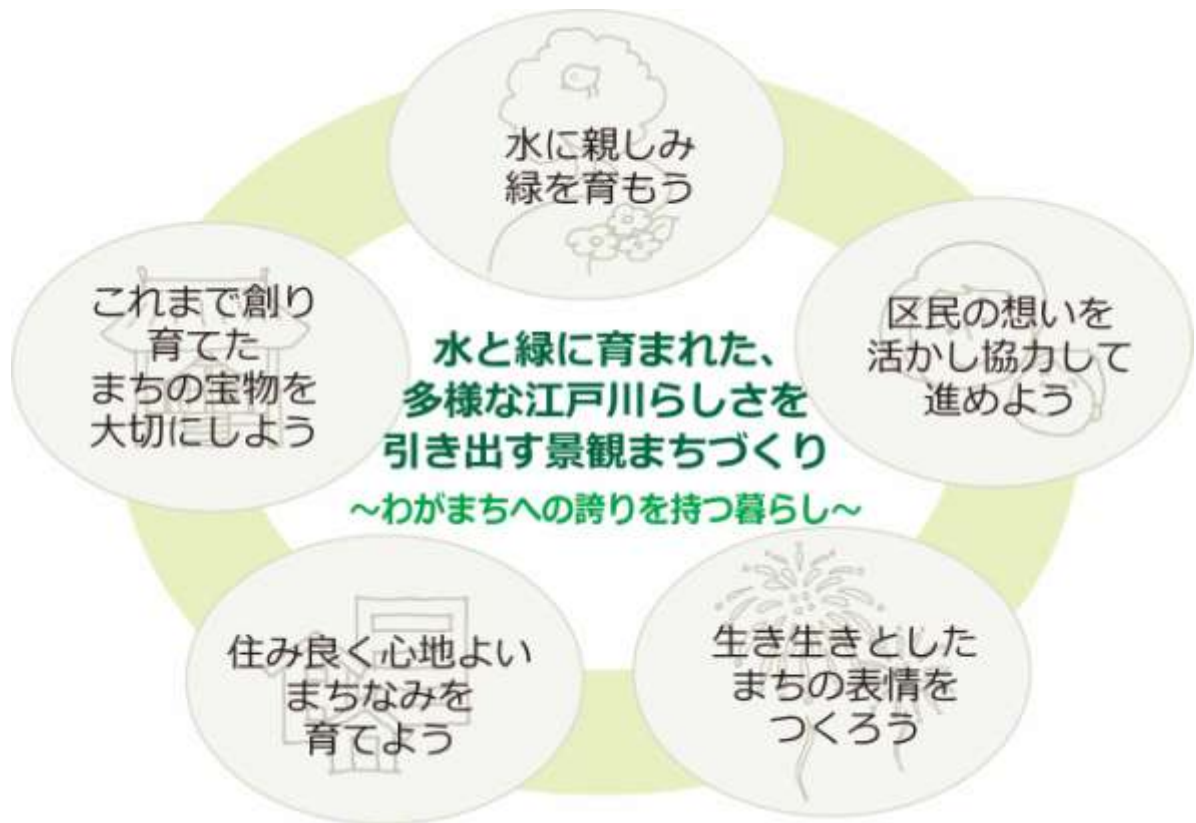 水に親しみ
緑を育もう
区民の想いを
活かし協力して
進めよう
これまで創り
育てた
まちの宝物を
大切にしよう
水と緑に育まれた、
多様な江戸川らしさを
引き出す景観まちづくり
～わがまちへの誇りを持つ暮らし～
住み良く心地よい
まちなみを
育てよう
生き生きとした
まちの表情を
つくろう